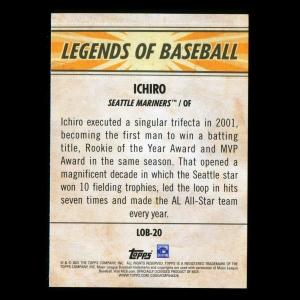 LEGENDS OF BASEBALL
ICHIRO
SEATTLE MARINERS™ / OF
Ichiro executed a singular trifecta in 2001,
becoming the first man to win a batting
title, Rookie of the Year Award and MVP
Award in the same season. That opened a
magnificent decade in which the Seattle star
won 10 fielding trophies, led the loop in hits
seven times and made the AL All-Star team
every year.
LOB-20
Topps